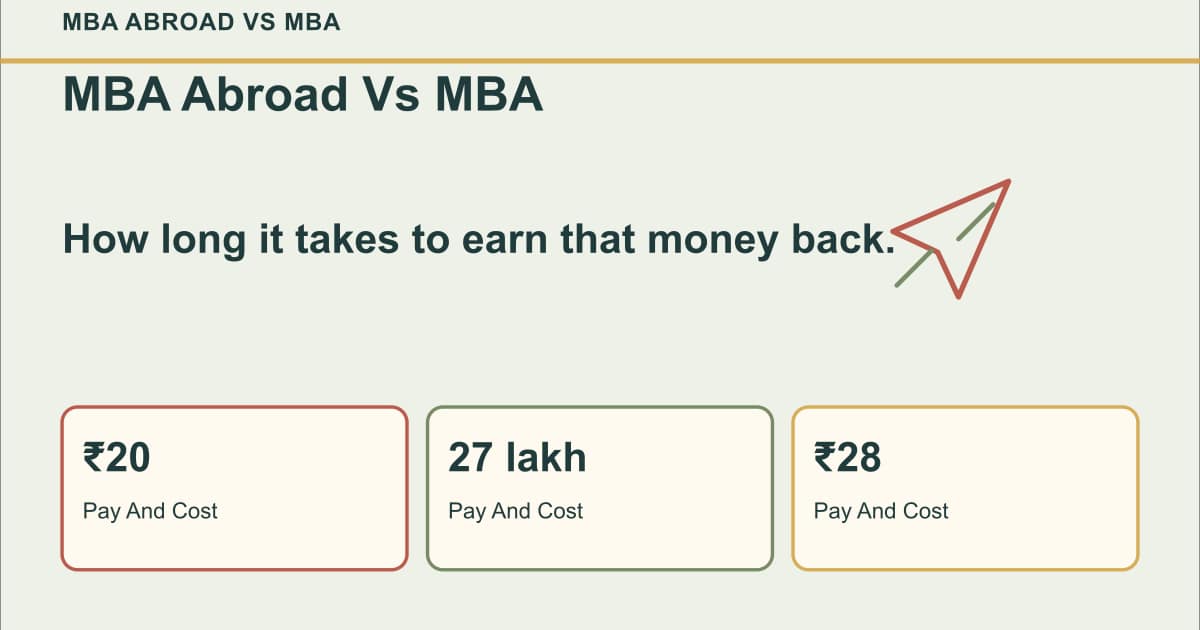 MBA ABROAD VS MBA
MBA Abroad Vs MBA
How long it takes to earn that money back.
₹20
Pay And Cost
27 lakh
Pay And Cost
₹28
Pay And Cost